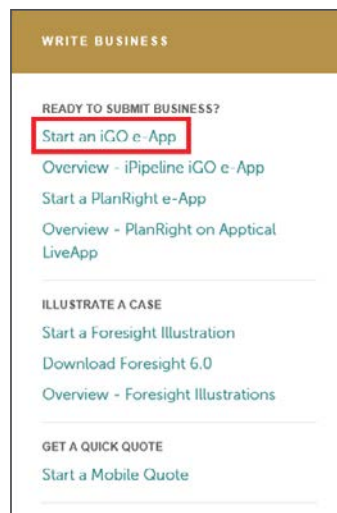 WRITE BUSINESS
READY TO SUBMIT BUSINESS?
Start an iGO e-App
Overview - iPipeline iGO e-App
Start a PlanRight e-App
Overview - PlanRight on Apptical
LiveApp
ILLUSTRATE A CASE
Start a Foresight Illustration
Download Foresight 6.0
Overview - Foresight Illustrations
GET A QUICK QUOTE
Start a Mobile Quote